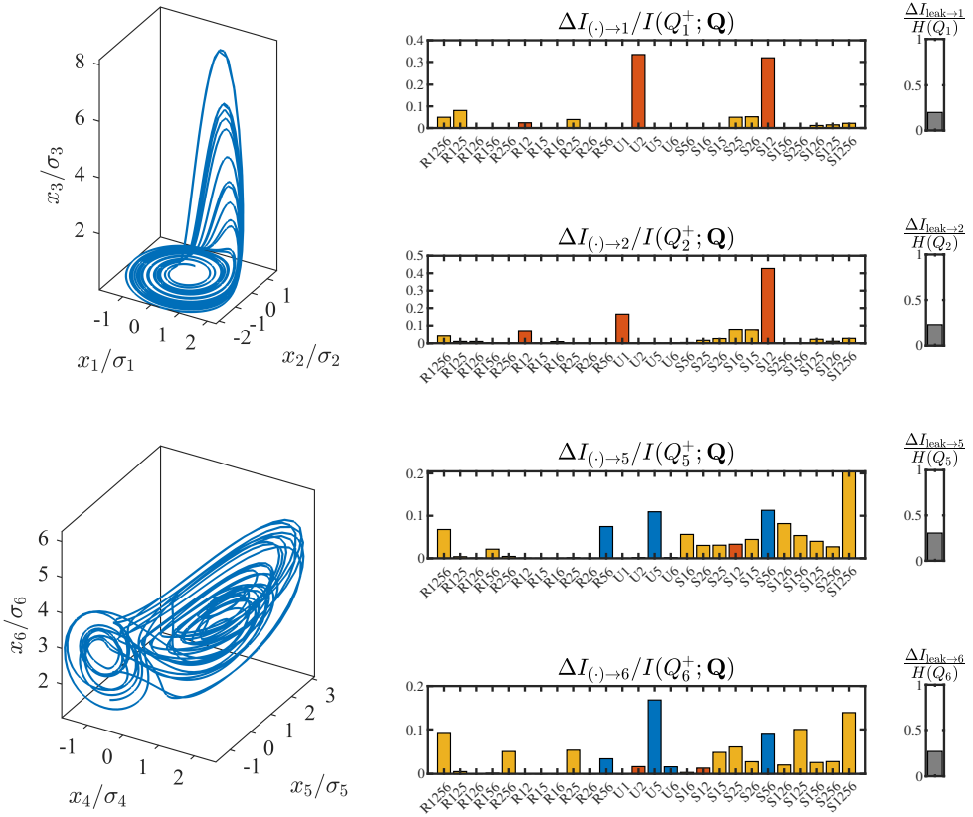 8
6
4
2
x₃/σ₃
-1
0
1
2
x₁/σ₁
-2
-1
0
1
x₂/σ₂
ΔI₍.₎→₁/I(Q₁⁺; Q)
0.4
0.3
0.2
0.1
0
R1256 R125 R126 R156 R256 R12 R15 R16 R25 R26 R56 U1 U2 U5 U6 S56 S16 S15 S25 S26 S12 S156 S256 S126 S125 S1256
ΔI_leak→1
H(Q₁)
1
0.5
0
ΔI₍.₎→₂/I(Q₂⁺; Q)
0.5
0.4
0.3
0.2
0.1
0
R1256 R125 R126 R156 R256 R12 R15 R16 R25 R26 R56 U1 U2 U5 U6 S56 S25 S26 S16 S15 S12 S256 S156 S125 S126 S1256
ΔI_leak→2
H(Q₂)
1
0.5
0
6
5
4
3
2
x₆/σ₆
-1
0
1
2
x₄/σ₄
-1
0
1
2
3
x₅/σ₅
ΔI₍.₎→₅/I(Q₅⁺; Q)
0.2
0.1
0
R1256 R125 R126 R156 R256 R12 R15 R16 R25 R26 R56 U1 U2 U5 U6 S16 S26 S25 S12 S15 S56 S126 S156 S125 S256 S1256
ΔI_leak→5
H(Q₅)
1
0.5
0
ΔI₍.₎→₆/I(Q₆⁺; Q)
0.2
0.1
0
R1256 R125 R126 R156 R256 R12 R15 R16 R25 R26 R56 U1 U2 U5 U6 S16 S12 S15 S25 S26 S56 S126 S125 S156 S256 S1256
ΔI_leak→6
H(Q₆)
1
0.5
0